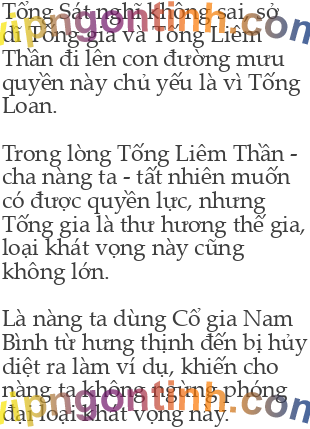 Tổng Sát nghĩ không sai, sở
dĩ Tống gia và Tống Liêm
Thần đi lên con đường mưu
quyền này chủ yếu là vì Tống
Loan.

Trong lòng Tống Liêm Thần -
cha nàng ta - tất nhiên muốn
có được quyền lực, nhưng
Tống gia là thư hương thế gia,
loại khát vọng này cũng
không lớn.

Là nàng ta dùng Cổ gia Nam
Bình từ hưng thịnh đến bị hủy
diệt ra làm ví dụ, khiến cho
nàng ta không ngừng phóng
đại loại khát vọng này.
vipngontinh.com
vipngontinh.com